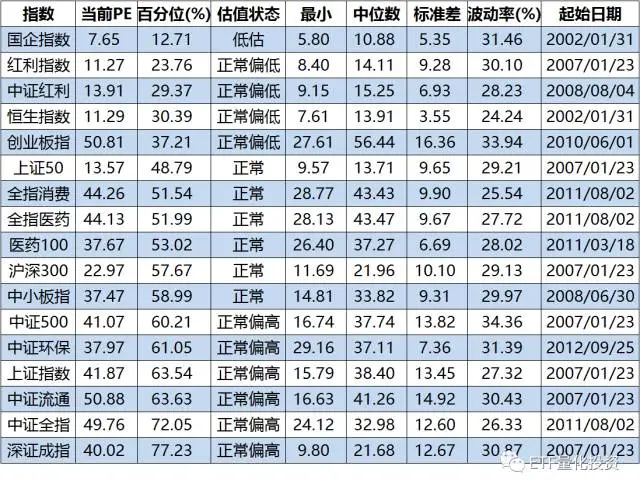 指数 当前PE 百分位(%) 估值状态 最小 中位数 标准差 波动率(%) 起始日期
国企指数 7.65 12.71 低估 5.80 10.88 5.35 31.46 2002/01/31
红利指数 11.27 23.76 正常偏低 8.40 14.11 9.28 30.10 2007/01/23
中证红利 13.91 29.37 正常偏低 9.15 15.25 6.93 28.23 2008/08/04
恒生指数 11.29 30.39 正常偏低 7.61 13.91 3.55 24.24 2002/01/31
创业板指 50.81 37.21 正常偏低 27.61 56.44 16.36 33.94 2010/06/01
上证50 13.57 48.79 正常 9.57 13.71 9.65 29.21 2007/01/23
全指消费 44.26 51.54 正常 28.77 43.43 9.90 25.54 2011/08/02
全指医药 44.13 51.99 正常 28.13 43.47 9.67 27.72 2011/08/02
医药100 37.67 53.02 正常 26.40 37.27 6.69 28.02 2011/03/18
沪深300 22.97 57.67 正常 11.69 21.96 10.10 29.13 2007/01/23
中小板指 37.47 58.99 正常 14.81 33.82 9.31 29.97 2008/06/30
中证500 41.07 60.21 正常偏高 16.74 37.74 13.82 34.36 2007/01/23
中证环保 37.97 61.05 正常偏高 29.16 37.11 7.36 31.39 2012/09/25
上证指数 41.87 63.54 正常偏高 15.79 38.40 13.45 27.32 2007/01/23
中证流通 50.88 63.63 正常偏高 16.63 41.26 14.92 30.43 2007/01/23
中证全指 49.76 72.05 正常偏高 24.12 32.98 12.60 26.33 2011/08/02
深证成指 40.02 77.23 正常偏高 9.80 21.68 12.67 30.87 2007/01/23
ETF量化投资